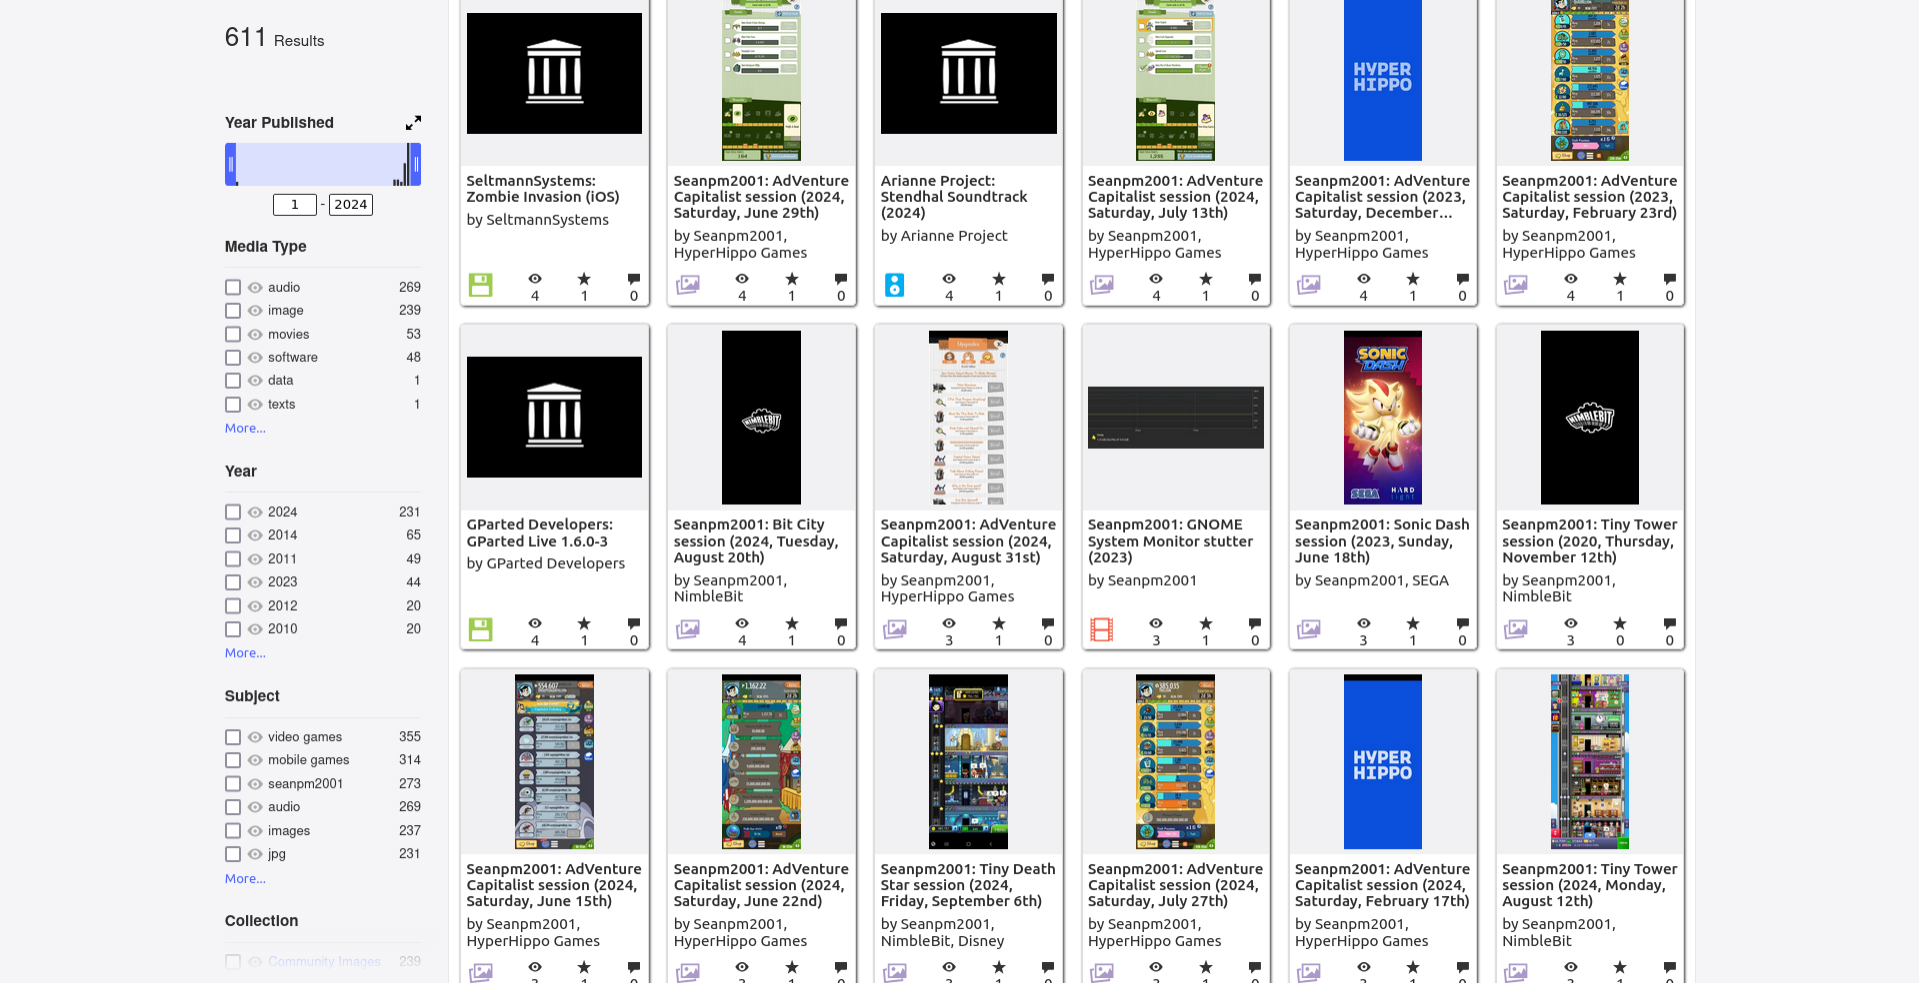 611 Results
Year Published
1 - 2024
Media Type
audio 269
image 239
movies 53
software 48
data 1
texts 1
More...
Year
2024 231
2014 65
2011 49
2023 44
2012 20
2010 20
More...
Subject
video games 355
mobile games 314
seanpm2001 273
audio 269
images 237
jpg 231
More...
Collection
Community Images 239
SeltmannSystems:
Zombie Invasion (iOS)
by SeltmannSystems
4 1 0
Seanpm2001: AdVenture
Capitalist session (2024,
Saturday, June 29th)
by Seanpm2001,
HyperHippo Games
4 1 0
Arianne Project:
Stendhal Soundtrack
(2024)
by Arianne Project
4 1 0
Seanpm2001: AdVenture
Capitalist session (2024,
Saturday, July 13th)
by Seanpm2001,
HyperHippo Games
4 1 0
HYPER
HIPPO
Seanpm2001: AdVenture
Capitalist session (2023,
Saturday, December...
by Seanpm2001,
HyperHippo Games
4 1 0
Seanpm2001: AdVenture
Capitalist session (2023,
Saturday, February 23rd)
by Seanpm2001,
HyperHippo Games
4 1 0
GParted Developers:
GParted Live 1.6.0-3
by GParted Developers
4 1 0
NIMBLEBIT
Seanpm2001: Bit City
session (2024, Tuesday,
August 20th)
by Seanpm2001,
NimbleBit
4 1 0
Upgrades
Seanpm2001: AdVenture
Capitalist session (2024,
Saturday, August 31st)
by Seanpm2001,
HyperHippo Games
3 1 0
Seanpm2001: GNOME
System Monitor stutter
(2023)
by Seanpm2001
3 1 0
SONIC
DASH
SEGA HARD
light
Seanpm2001: Sonic Dash
session (2023, Sunday,
June 18th)
by Seanpm2001, SEGA
3 1 0
NIMBLEBIT
Seanpm2001: Tiny Tower
session (2020, Thursday,
November 12th)
by Seanpm2001,
NimbleBit
3 0 0
554.607
Seanpm2001: AdVenture
Capitalist session (2024,
Saturday, June 15th)
by Seanpm2001,
HyperHippo Games
1,162.22
Seanpm2001: AdVenture
Capitalist session (2024,
Saturday, June 22nd)
by Seanpm2001,
HyperHippo Games
Seanpm2001: Tiny Death
Star session (2024,
Friday, September 6th)
by Seanpm2001,
NimbleBit, Disney
385.035
Seanpm2001: AdVenture
Capitalist session (2024,
Saturday, July 27th)
by Seanpm2001,
HyperHippo Games
HYPER
HIPPO
Seanpm2001: AdVenture
Capitalist session (2024,
Saturday, February 17th)
by Seanpm2001,
HyperHippo Games
Seanpm2001: Tiny Tower
session (2024, Monday,
August 12th)
by Seanpm2001,
NimbleBit